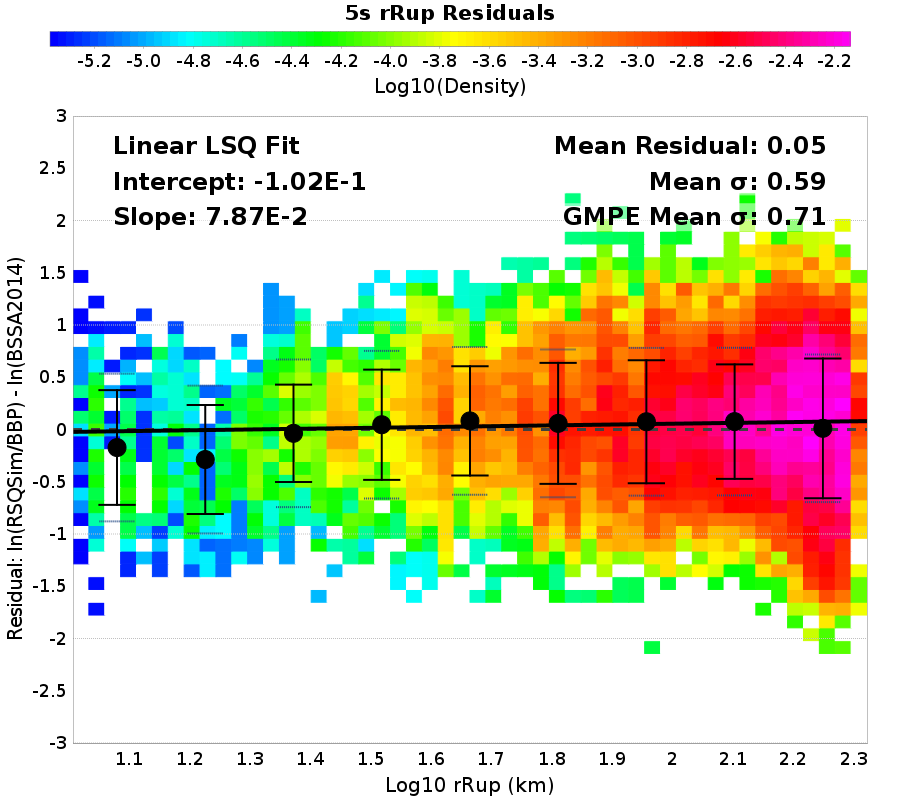 5s rRup Residuals
-5.2 -5.0 -4.8 -4.6 -4.4 -4.2 -4.0 -3.8 -3.6 -3.4 -3.2 -3.0 -2.8 -2.6 -2.4 -2.2
Log10(Density)
Linear LSQ Fit
Intercept: -1.02E-1
Slope: 7.87E-2
Mean Residual: 0.05
Mean σ: 0.59
GMPE Mean σ: 0.71
3
2.5
2
1.5
1
0.5
0
-0.5
-1
-1.5
-2
-2.5
-3
Residual: ln(RSQSim/BBP) - ln(BSSA2014)
1.1 1.2 1.3 1.4 1.5 1.6 1.7 1.8 1.9 2 2.1 2.2 2.3
Log10 rRup (km)